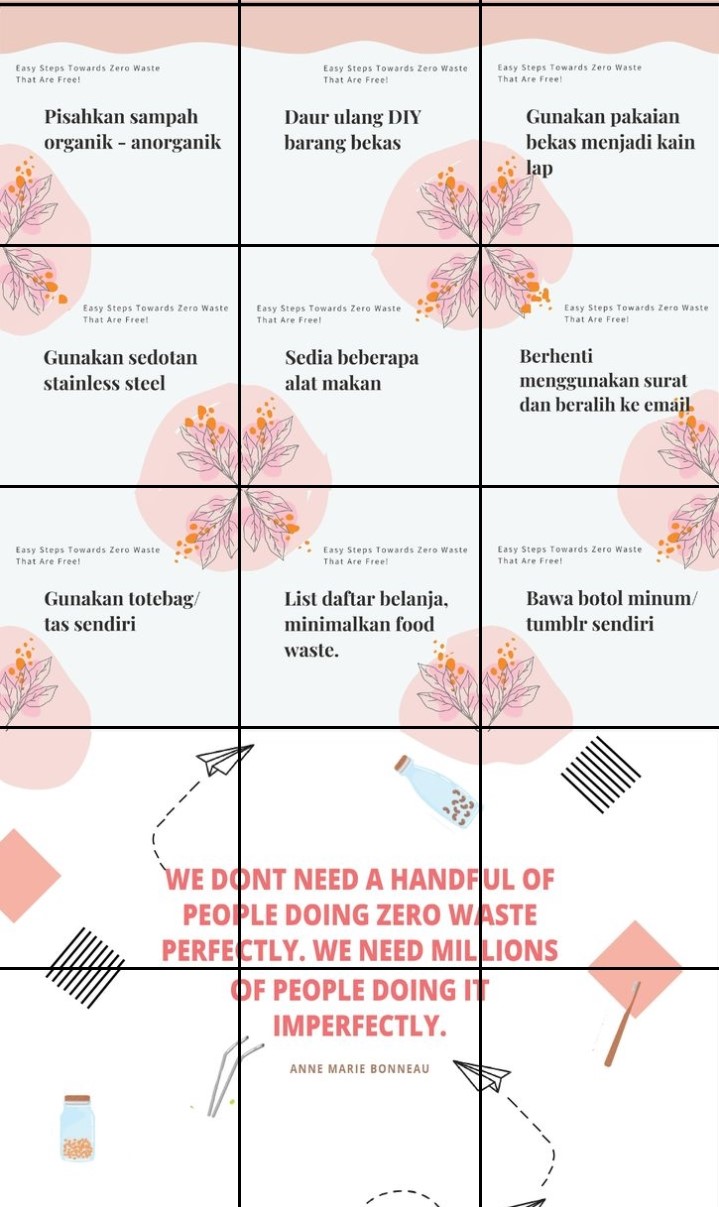 Easy Steps Towards Zero Waste
That Are Free!
Pisahkan sampah
organik - anorganik
Easy Steps Towards Zero Waste
That Are Free!
Daur ulang DIY
barang bekas
Easy Steps Towards Zero Waste
That Are Free!
Gunakan pakaian
bekas menjadi kain
lap
Easy Steps Towards Zero Waste
That Are Free!
Gunakan sedotan
stainless steel
Easy Steps Towards Zero Waste
That Are Free!
Sedia beberapa
alat makan
Easy Steps Towards Zero Waste
That Are Free!
Berhenti
menggunakan surat
dan beralih ke email
Easy Steps Towards Zero Waste
That Are Free!
Gunakan totebag/
tas sendiri
Easy Steps Towards Zero Waste
That Are Free!
List daftar belanja,
minimalkan food
waste.
Easy Steps Towards Zero Waste
That Are Free!
Bawa botol minum/
tumblr sendiri
WE DONT NEED A HANDFUL OF
PEOPLE DOING ZERO WASTE
PERFECTLY. WE NEED MILLIONS
OF PEOPLE DOING IT
IMPERFECTLY.
ANNE MARIE BONNEAU